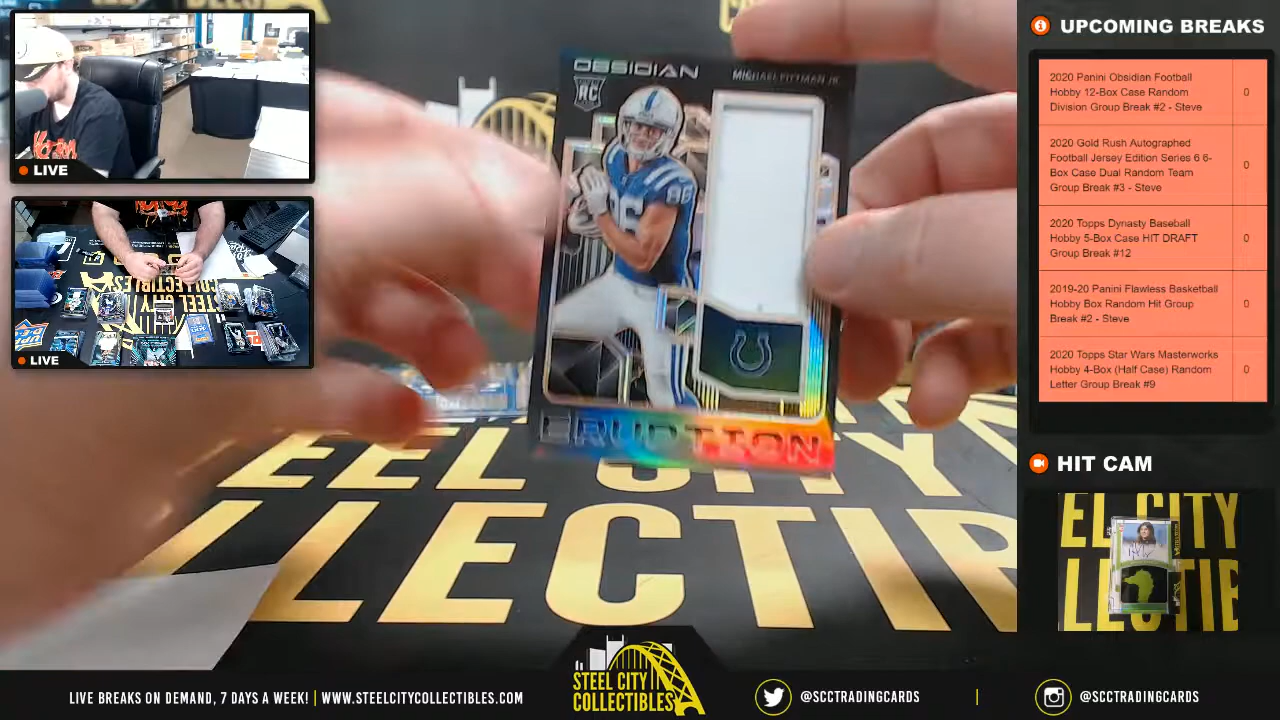 LIVE
LIVE
OBSIDIAN
MICHAEL PITTMAN JR.
RC
86
ERUPTION
EEL CITY
LLECTIB
UPCOMING BREAKS
2020 Panini Obsidian Football
Hobby 12-Box Case Random
Division Group Break #2 - Steve
0
2020 Gold Rush Autographed
Football Jersey Edition Series 6 6-
Box Case Dual Random Team
Group Break #3 - Steve
0
2020 Topps Dynasty Baseball
Hobby 5-Box Case HIT DRAFT
Group Break #12
0
2019-20 Panini Flawless Basketball
Hobby Box Random Hit Group
Break #2 - Steve
0
2020 Topps Star Wars Masterworks
Hobby 4-Box (Half Case) Random
Letter Group Break #9
0
HIT CAM
EL CITY
LIVE BREAKS ON DEMAND, 7 DAYS A WEEK! | WWW.STEELCITYCOLLECTIBLES.COM
STEEL CITY
COLLECTIBLES
@SCCTRADINGCARDS
|
@SCCTRADINGCARDS